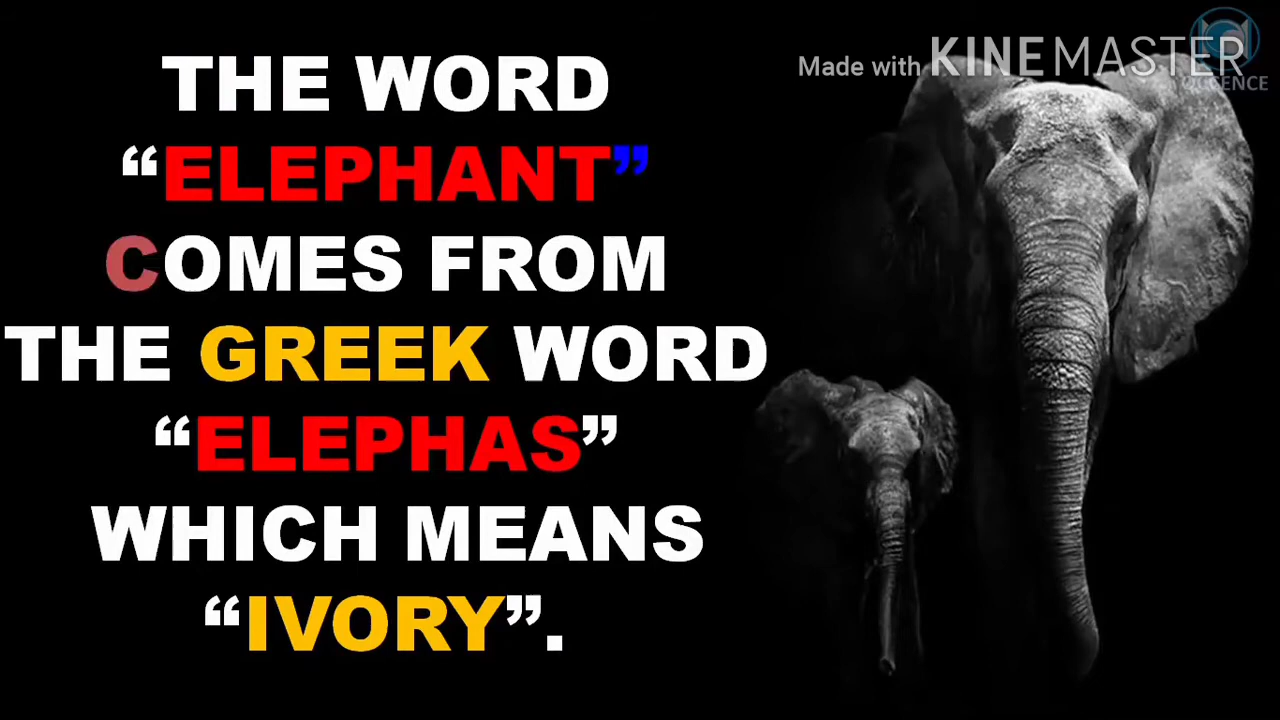 THE WORD
“ELEPHANT”
COMES FROM
THE GREEK WORD
“ELEPHAS”
WHICH MEANS
“IVORY”.
Made with KINEMASTER